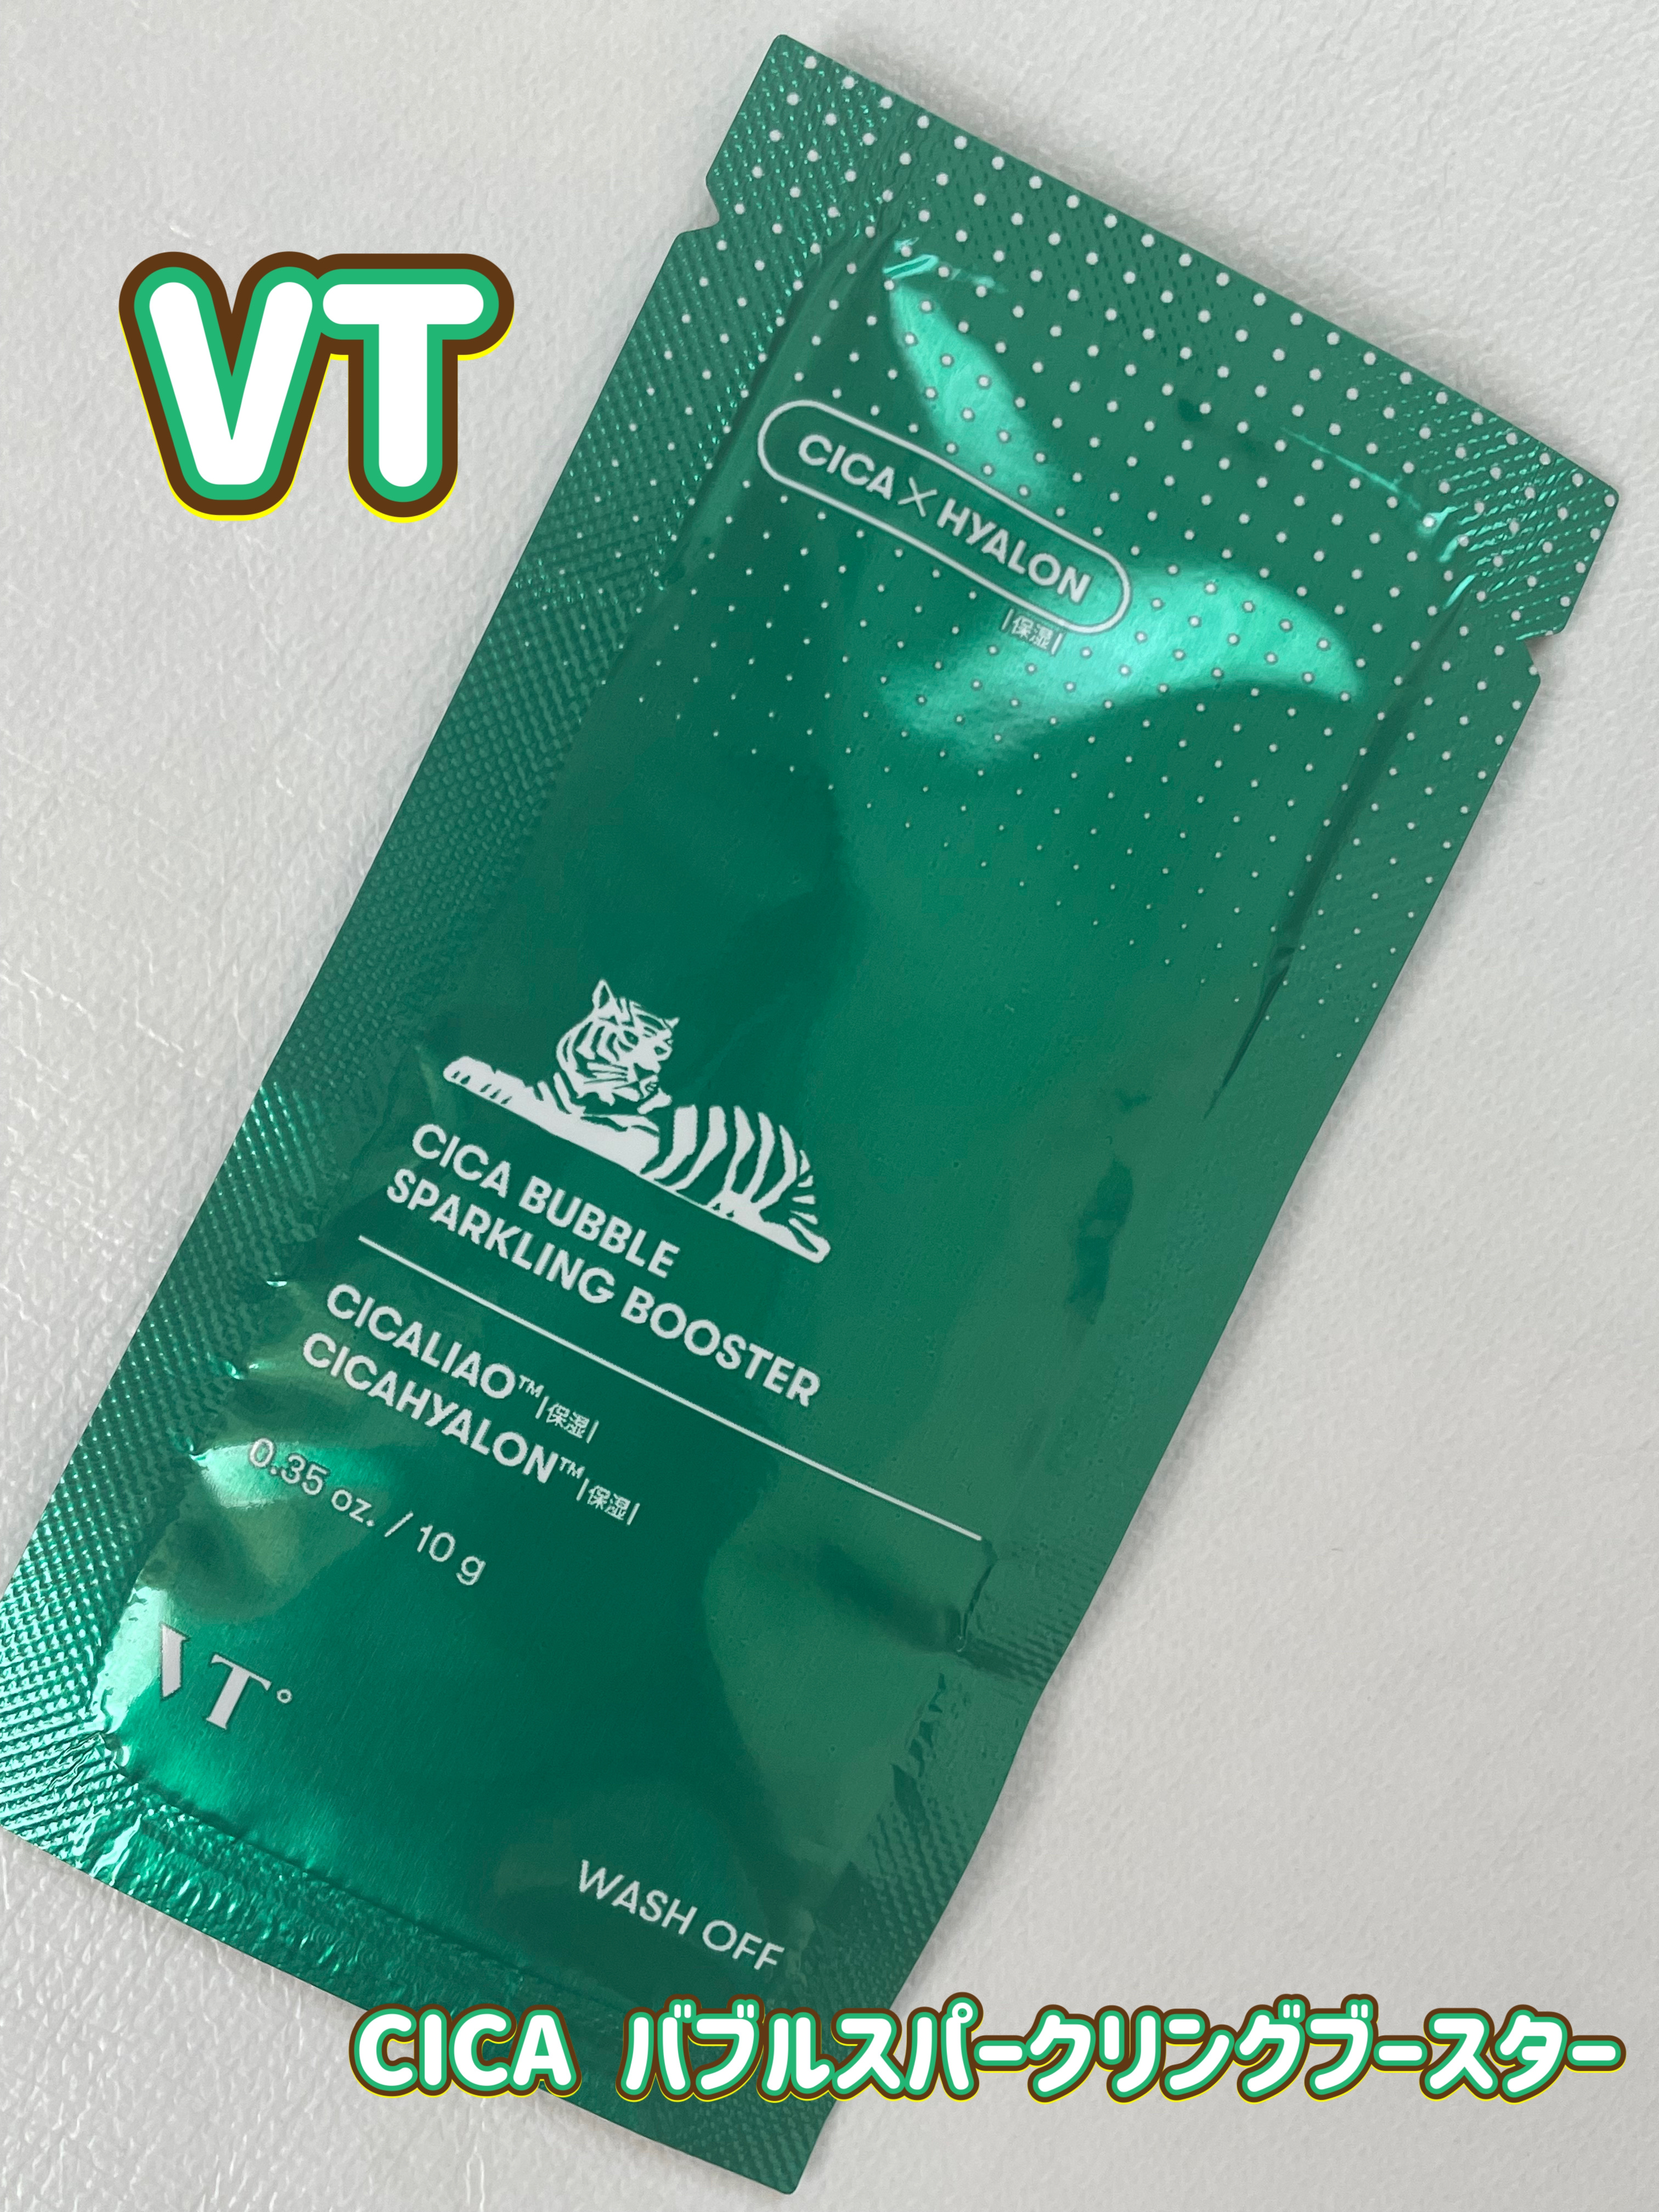 VT
CICA×HYALON
|保湿|
CICA BUBBLE
SPARKLING BOOSTER
CICALIAO™|保湿|
CICAHYALON™|保湿|
0.35 oz. / 10 g
VT°
WASH OFF
CICA バブルスパークリングブースター